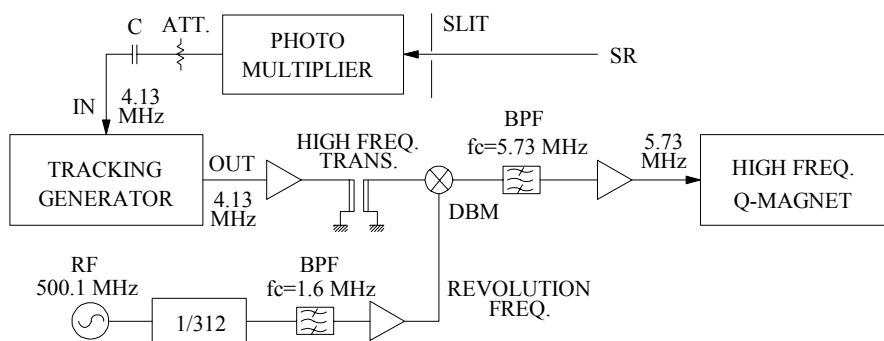 C
ATT.
PHOTO
MULTIPLIER
SLIT
SR
IN
4.13
MHz
TRACKING
GENERATOR
OUT
4.13
MHz
HIGH FREQ.
TRANS.
DBM
BPF
fc=5.73 MHz
5.73
MHz
HIGH FREQ.
Q-MAGNET
RF
500.1 MHz
1/312
BPF
fc=1.6 MHz
REVOLUTION
FREQ.